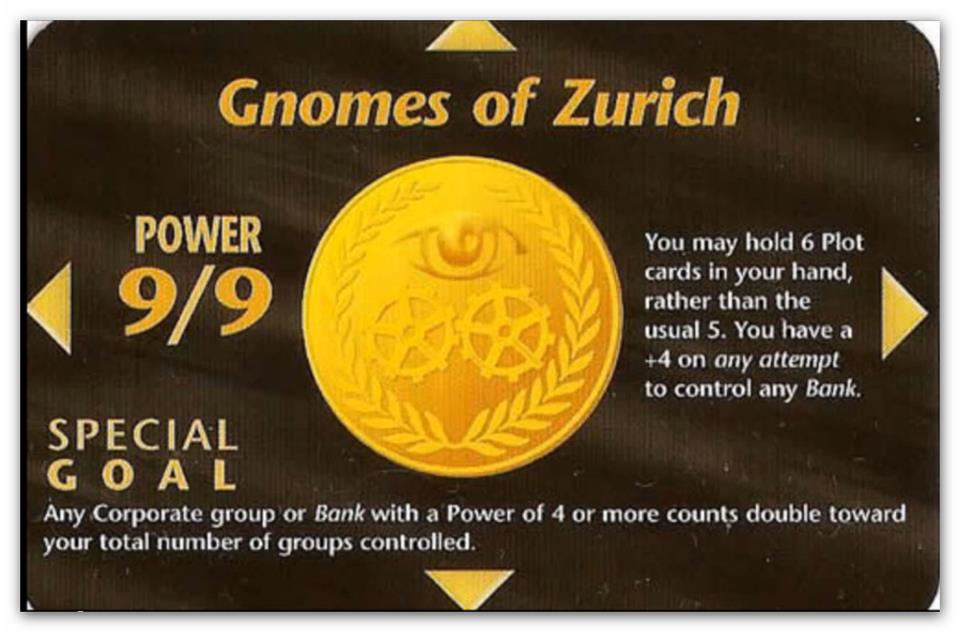 Gnomes of Zurich
POWER
9/9
You may hold 6 Plot
cards in your hand,
rather than the
usual 5. You have a
+4 on any attempt
to control any Bank.
SPECIAL
GOAL
Any Corporate group or Bank with a Power of 4 or more counts double toward
your total number of groups controlled.